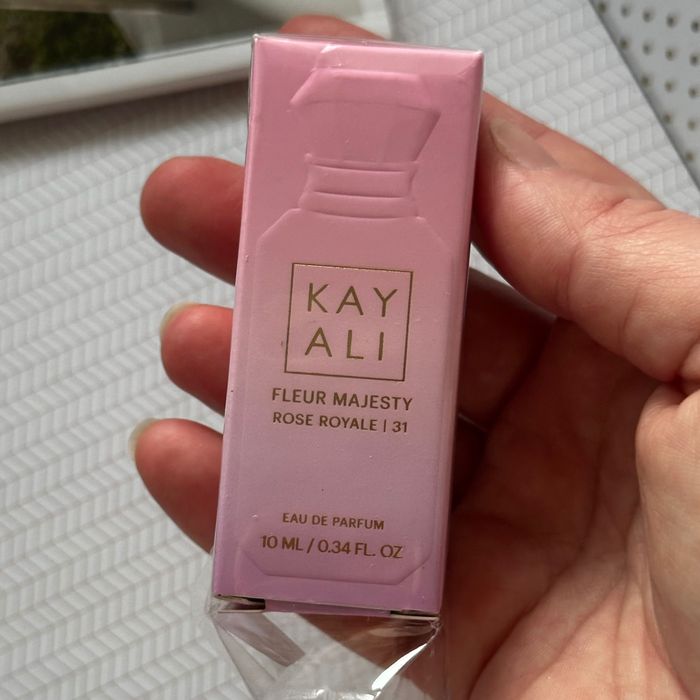 KAY
ALI
FLEUR MAJESTY
ROSE ROYALE | 31
EAU DE PARFUM
10 ML / 0.34 FL. OZ